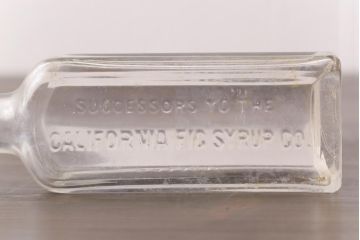 SUCCESSORS TO THE
CALIFORNIA FIG SYRUP CO.